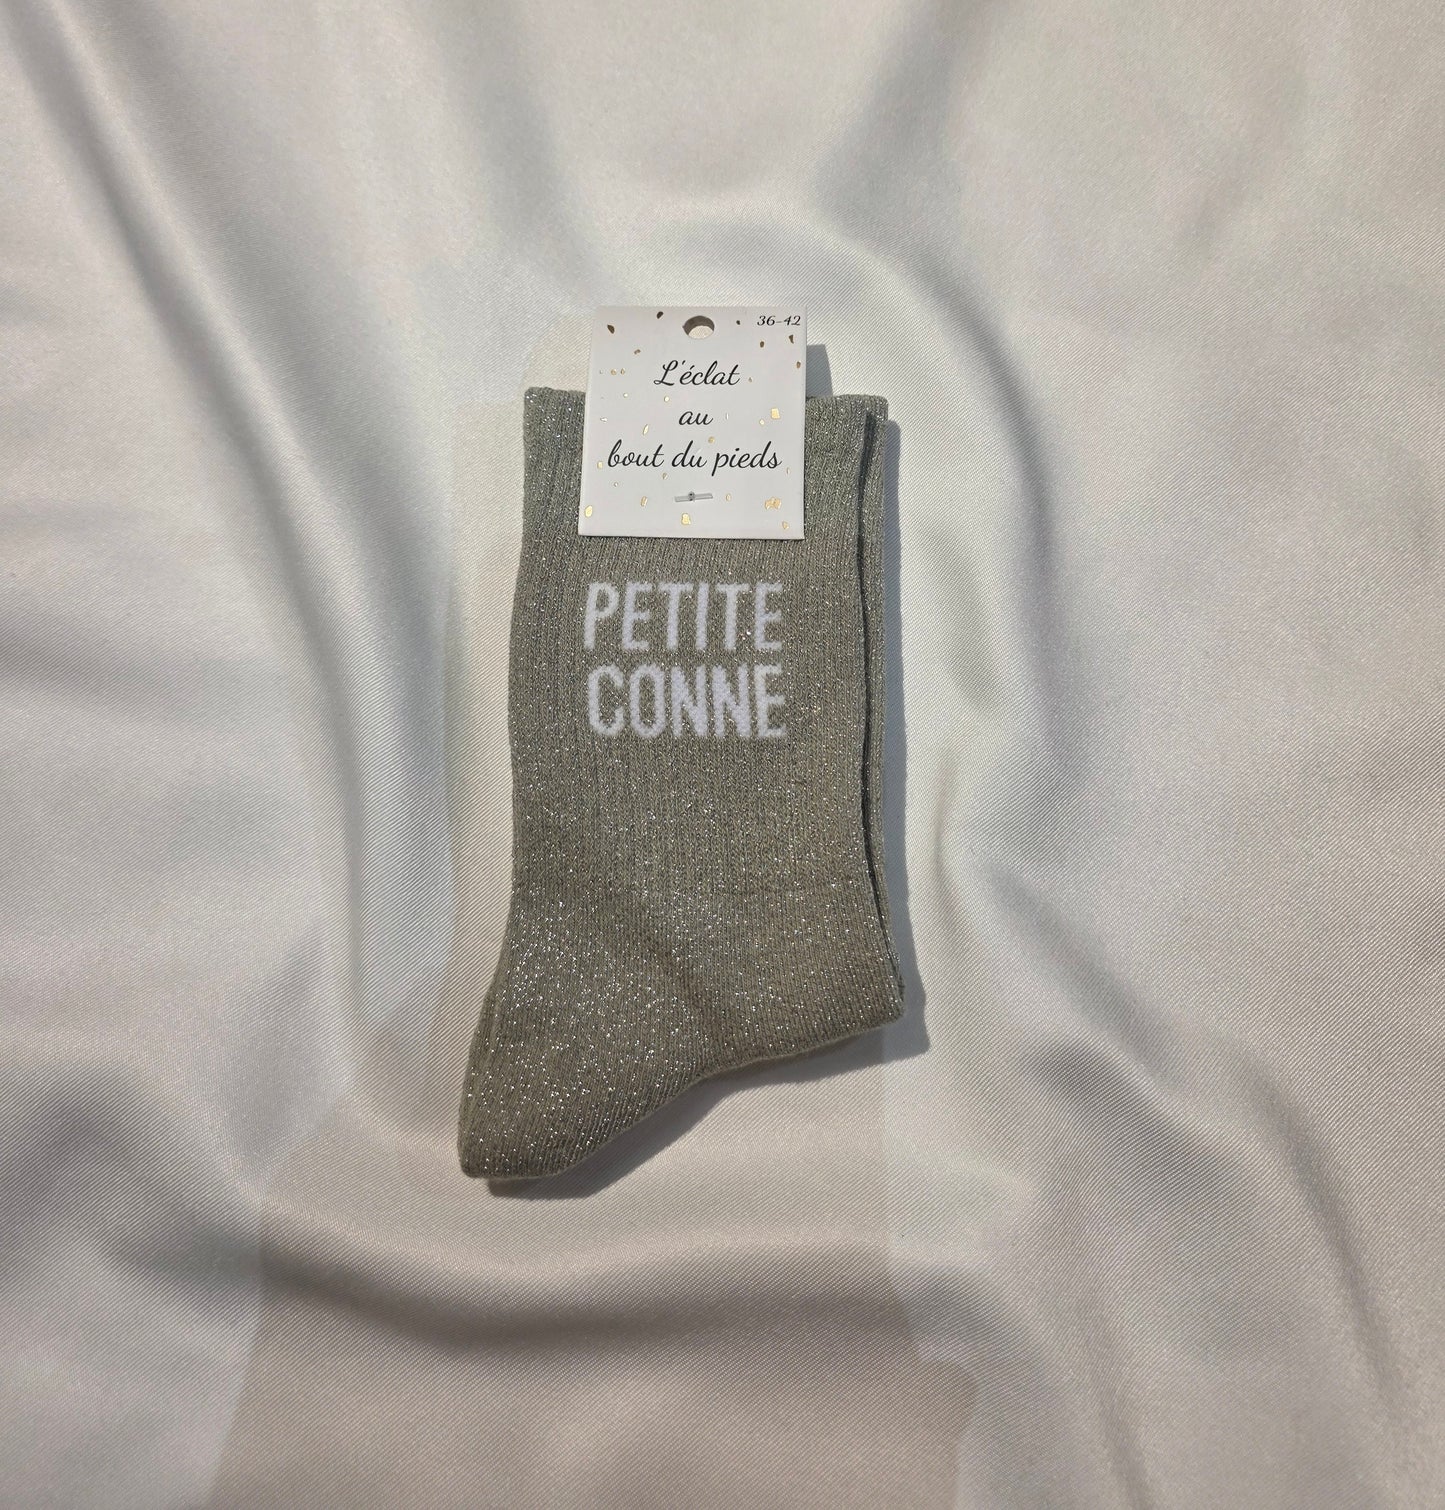 36-42
L'éclat
au
bout du pieds
PETITE
CONNE